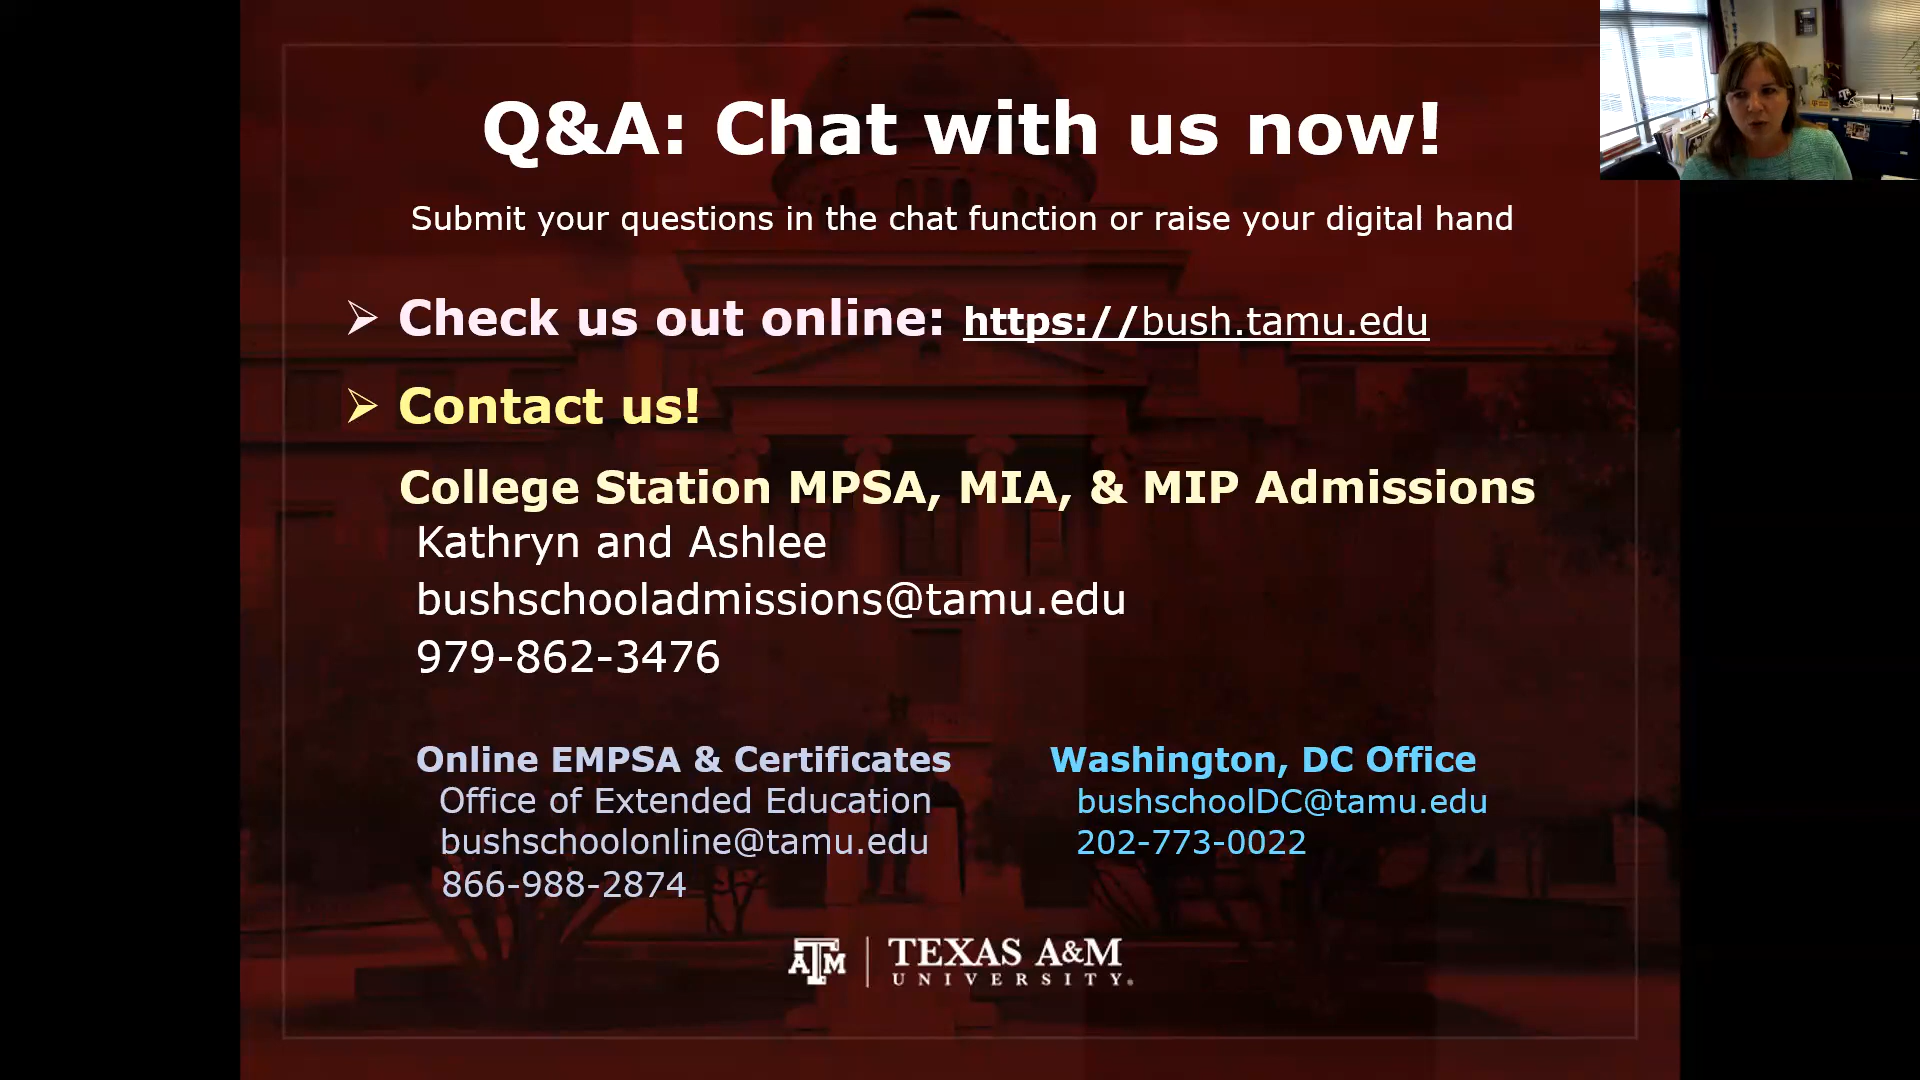 Q&A: Chat with us now!
Submit your questions in the chat function or raise your digital hand
Check us out online: https://bush.tamu.edu
Contact us!
College Station MPSA, MIA, & MIP Admissions
Kathryn and Ashlee
bushschooladmissions@tamu.edu
979-862-3476
Online EMPSA & Certificates
Office of Extended Education
bushschoolonline@tamu.edu
866-988-2874
Washington, DC Office
bushschoolDC@tamu.edu
202-773-0022
ATM | TEXAS A&M
UNIVERSITY®